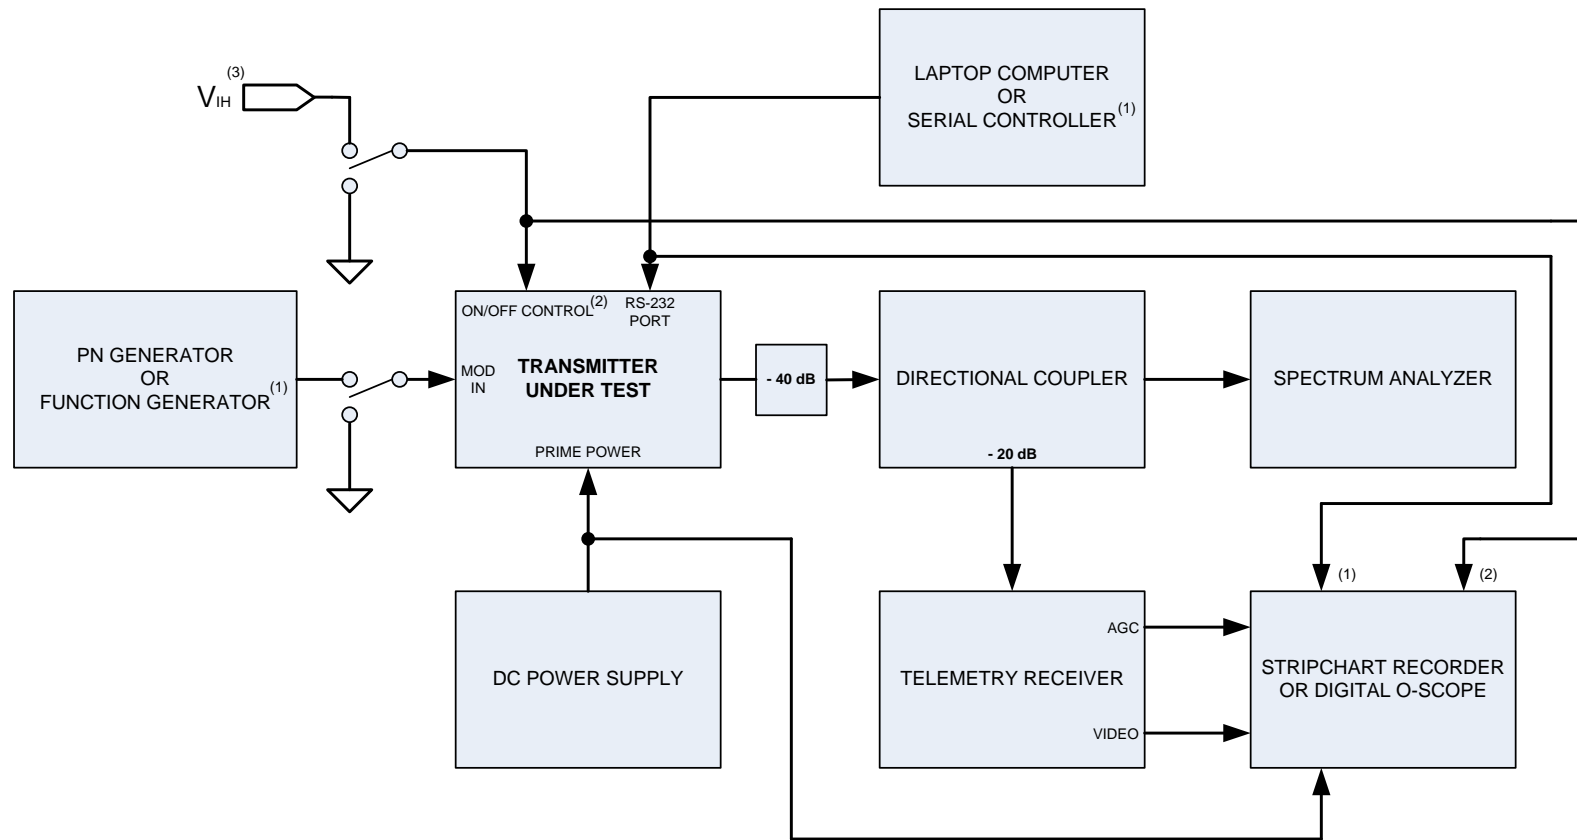 (3)
VIH
LAPTOP COMPUTER
OR
SERIAL CONTROLLER(1)
PN GENERATOR
OR
FUNCTION GENERATOR(1)
ON/OFF CONTROL(2)
RS-232
PORT
MOD
IN
TRANSMITTER
UNDER TEST
PRIME POWER
- 40 dB
DIRECTIONAL COUPLER
- 20 dB
SPECTRUM ANALYZER
DC POWER SUPPLY
TELEMETRY RECEIVER
AGC
VIDEO
(1)
(2)
STRIPCHART RECORDER
OR DIGITAL O-SCOPE